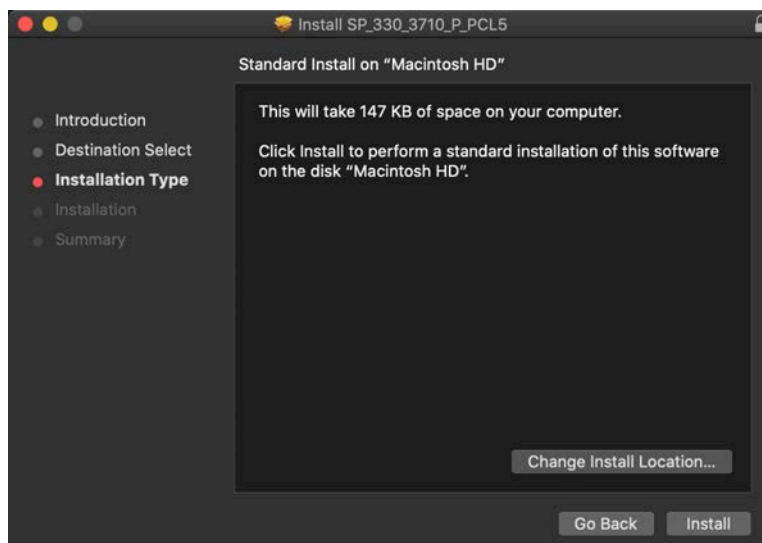 Install SP_330_3710_P_PCL5
Standard Install on “Macintosh HD”
Introduction
Destination Select
Installation Type
Installation
Summary
This will take 147 KB of space on your computer.
Click Install to perform a standard installation of this software
on the disk “Macintosh HD”.
Change Install Location...
Go Back
Install